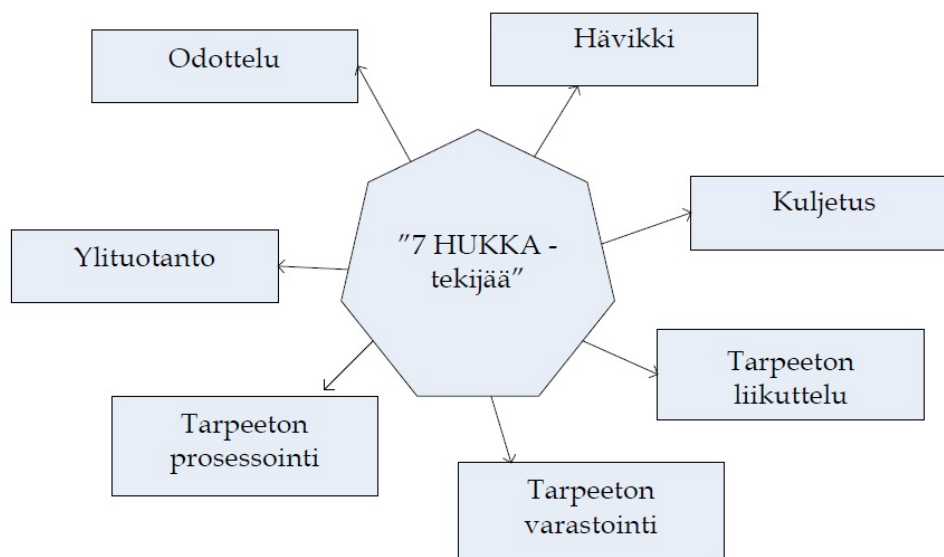 Odottelu
Hävikki
Kuljetus
"7 HUKKA -
tekijää"
Ylituotanto
Tarpeeton
liikuttelu
Tarpeeton
prosessointi
Tarpeeton
varastointi